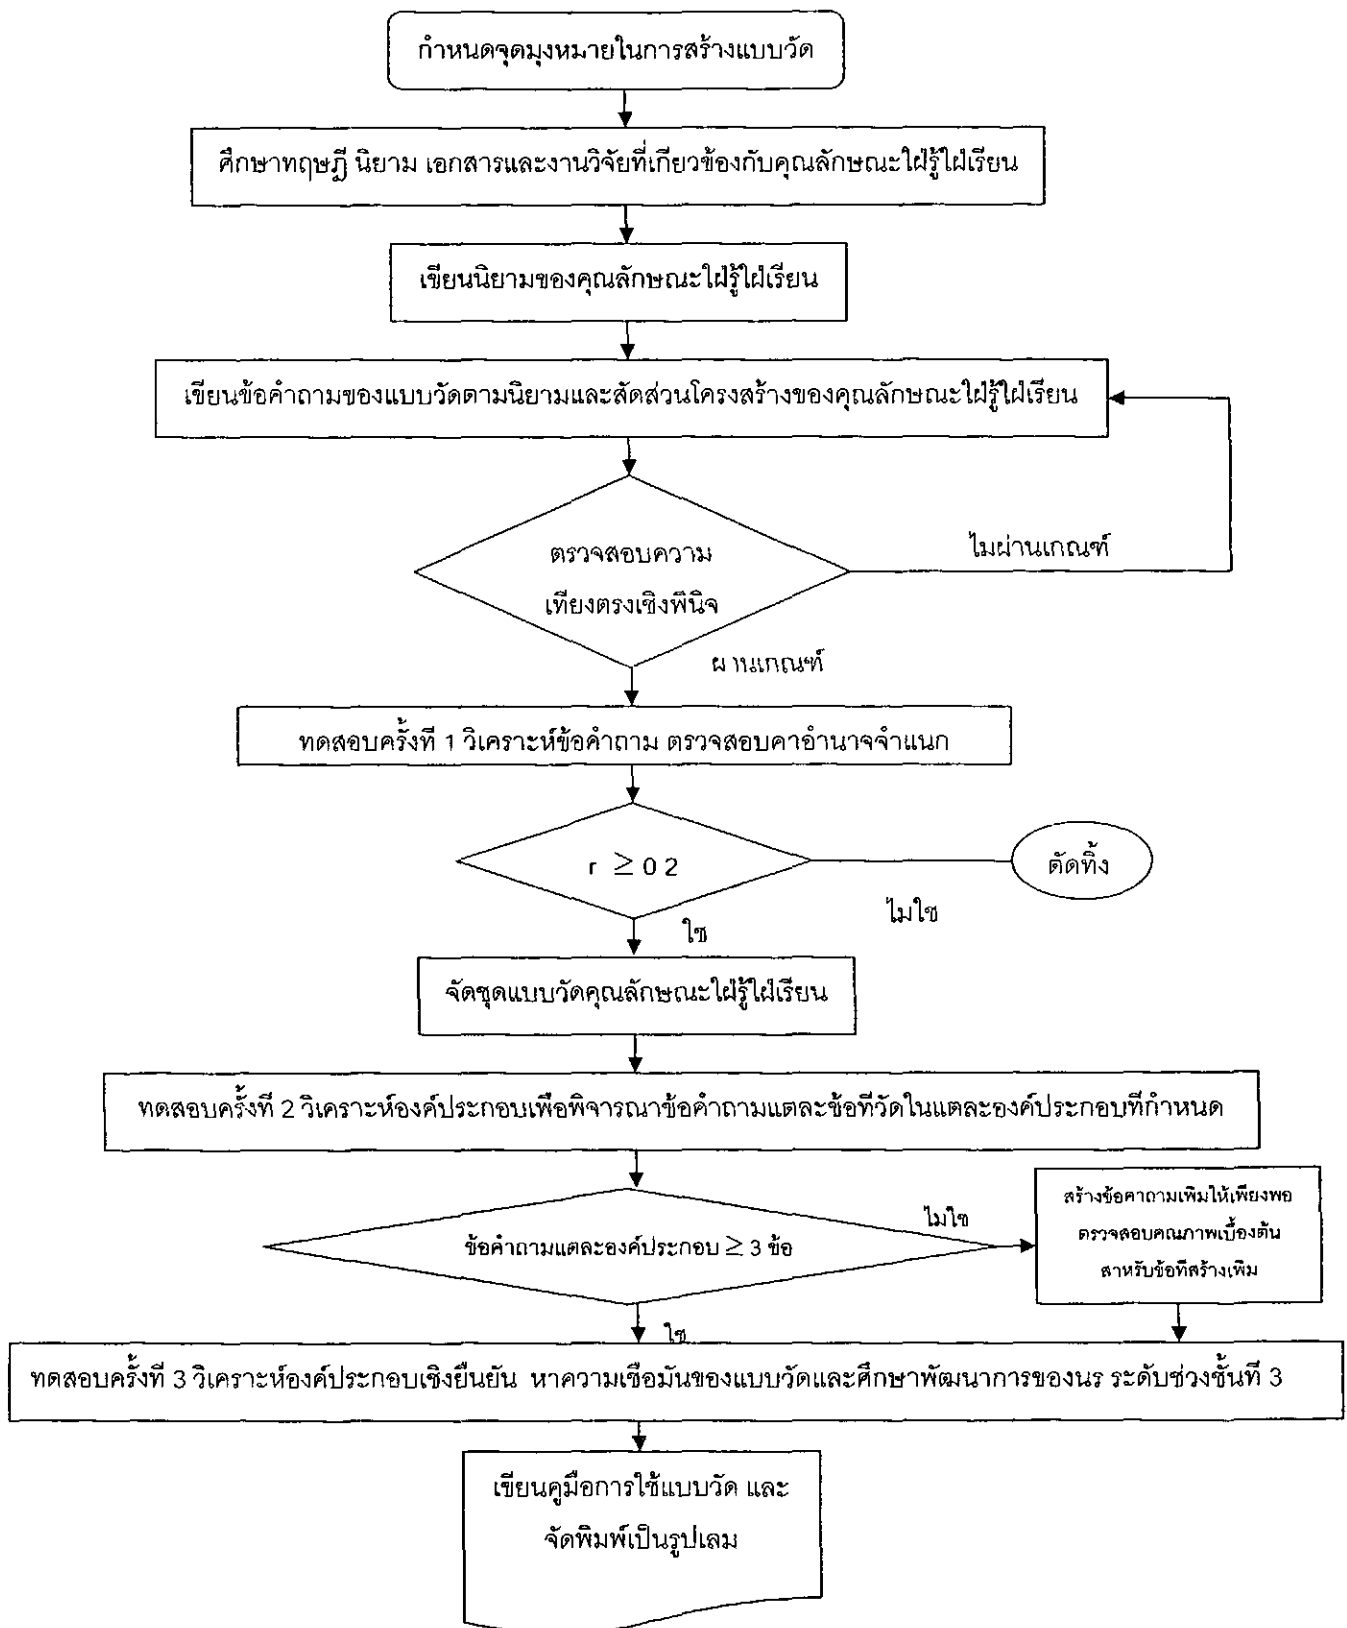 กำหนดจุดมุงหมายในการสร้างแบบวัด
ศึกษาทฤษฎี นิยาม เอกสารและงานวิจัยที่เกียวข้องกับคุณลักษณะใฝ่รู้ใฝ่เรียน
เขียนนิยามของคุณลักษณะใฝ่รู้ใฝ่เรียน
เขียนข้อคำถามของแบบวัดตามนิยามและสัดส่วนโครงสร้างของคุณลักษณะใฝ่รู้ใฝ่เรียน
ตรวจสอบความ
เทียงตรงเชิงพินิจ
ไมผ่านเกณฑ์
ผานเกณฑ์
ทดสอบครั้งที 1 วิเคราะห์ข้อคำถาม ตรวจสอบคาอำนาจจำแนก
r ≥ 0 2
ตัดทิ้ง
ไมใช
ใช
จัดชุดแบบวัดคุณลักษณะใฝ่รู้ใฝ่เรียน
ทดสอบครั้งที 2 วิเคราะห์องค์ประกอบเพือพิจารณาข้อคำถามแต่ละข้อทีวัดในแต่ละองค์ประกอบทีกำหนด
ข้อคำถามแตละองค์ประกอบ ≥ 3 ข้อ
ไมใช
สร้างข้อคาถามเพิมให้เพียงพอ
ตรวจสอบคุณภาพเบื้องต้น
สาหรับข้อทีสร้างเพิม
ใช
ทดสอบครั้งที 3 วิเคราะห์องค์ประกอบเชิงยืนยัน หาความเชือมันของแบบวัดและศึกษาพัฒนาการของนร ระดับช่วงชั้นที 3
เขียนคูมือการใช้แบบวัด และ
จัดพิมพ์เป็นรูปเลม